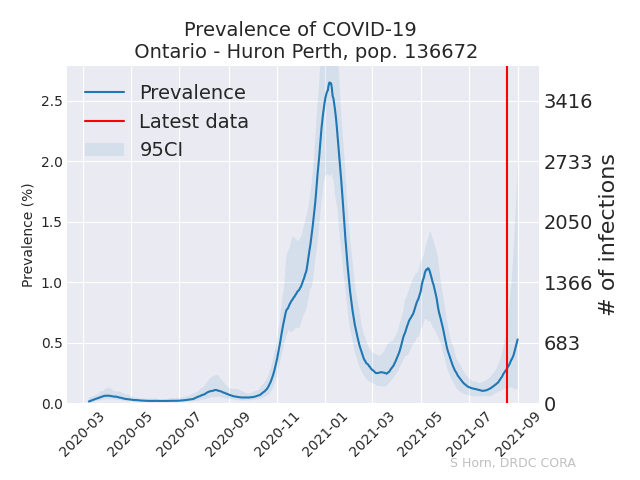 Prevalence of COVID-19
Ontario - Huron Perth, pop. 136672
Prevalence
Latest data
95CI
Prevalence (%)
2.5
2.0
1.5
1.0
0.5
0.0
3416
2733
2050
1366
683
0
# of infections
2020-03
2020-05
2020-07
2020-09
2020-11
2021-01
2021-03
2021-05
2021-07
2021-09
S Horn, DRDC CORA